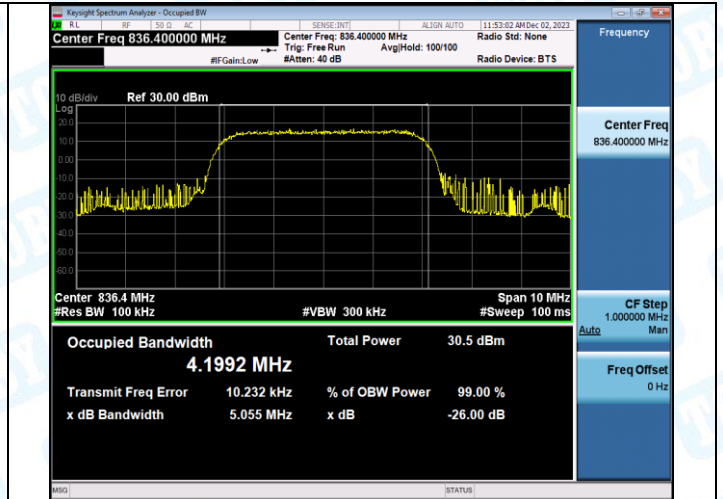 Keysight Spectrum Analyzer - Occupied BW
RL RF 50 Ω AC SENSE:INT ALIGN AUTO 11:53:02 AM Dec 02, 2023
Center Freq 836.400000 MHz
Center Freq: 836.400000 MHz
Radio Std: None
Trig: Free Run Avg|Hold: 100/100
#IFGain:Low #Atten: 40 dB Radio Device: BTS
Frequency
10 dB/div Ref 30.00 dBm
Log
20.0
10.0
0.00
-10.0
-20.0
-30.0
-40.0
-50.0
-60.0
Center 836.4 MHz Span 10 MHz
#Res BW 100 kHz #VBW 300 kHz #Sweep 100 ms
Center Freq
836.400000 MHz
CF Step
1.000000 MHz
Auto Man
Freq Offset
0 Hz
Occupied Bandwidth Total Power 30.5 dBm
4.1992 MHz
Transmit Freq Error 10.232 kHz % of OBW Power 99.00 %
x dB Bandwidth 5.055 MHz x dB -26.00 dB
MSG STATUS